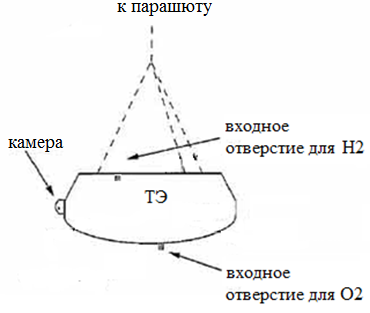 к парашюту
входное
отверстие для H2
камера
ТЭ
входное
отверстие для O2